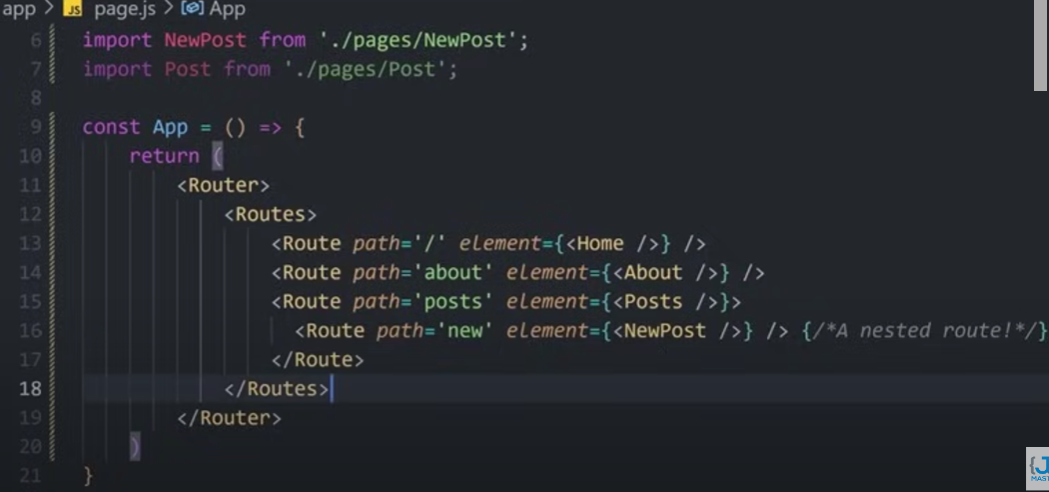 app > JS page.js > App
6 import NewPost from './pages/NewPost';
7 import Post from './pages/Post';
8
9 const App = () => {
10 return (
11 <Router>
12 <Routes>
13 <Route path='/' element={<Home />} />
14 <Route path='about' element={<About />} />
15 <Route path='posts' element={<Posts />}>
16 <Route path='new' element={<NewPost />} /> {/*A nested route!*/}
17 </Route>
18 </Routes>
19 </Router>
20 )
21 }
{J
MAST